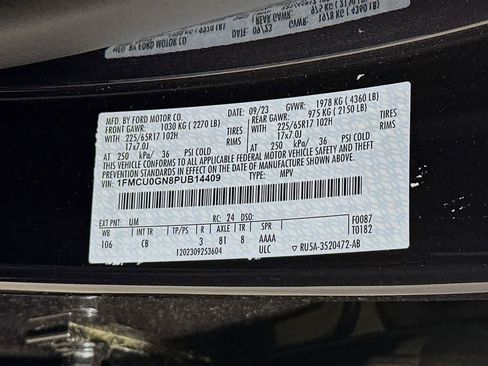 MFD. BY FORD MOTOR CO.
09/23 GVWR: 1978 KG ( 4360 LB)
FRONT GAWR: 1030 KG ( 2270 LB)
REAR GAWR: 975 KG ( 2150 LB)
225/65R17 102H TIRES WITH 225/65R17 102H TIRES
17x7.0J RIMS 17x7.0J RIMS
AT 250 kPa/ 36 PSI COLD AT 250 kPa/ 36 PSI COLD
THIS VEHICLE CONFORMS TO ALL APPLICABLE FEDERAL MOTOR VEHICLE SAFETY AND THEFT
PREVENTION STANDARDS IN EFFECT ON THE DATE OF MANUFACTURE SHOWN ABOVE.
VIN: 1FMCU0GN8PUB14409 TYPE: MPV
EXT PNT: UM RC: 24 DSO: F0087
WB INT TR TP/PS R AXLE TR SPR T0182
106 CB 3 81 8 AAAA
1202309253604 ULC RU5A-3520472-AB